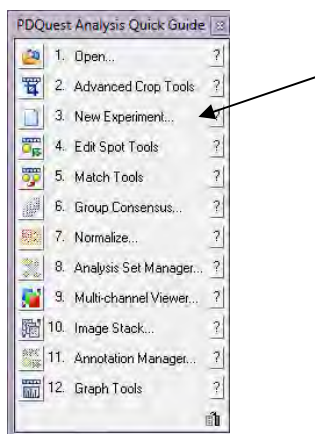 PDQuest Analysis Quick Guide
1. Open... ?
2. Advanced Crop Tools ?
3. New Experiment... ?
4. Edit Spot Tools ?
5. Match Tools ?
6. Group Consensus... ?
7. Normalize... ?
8. Analysis Set Manager... ?
9. Multi-channel Viewer... ?
10. Image Stack... ?
11. Annotation Manager... ?
12. Graph Tools ?